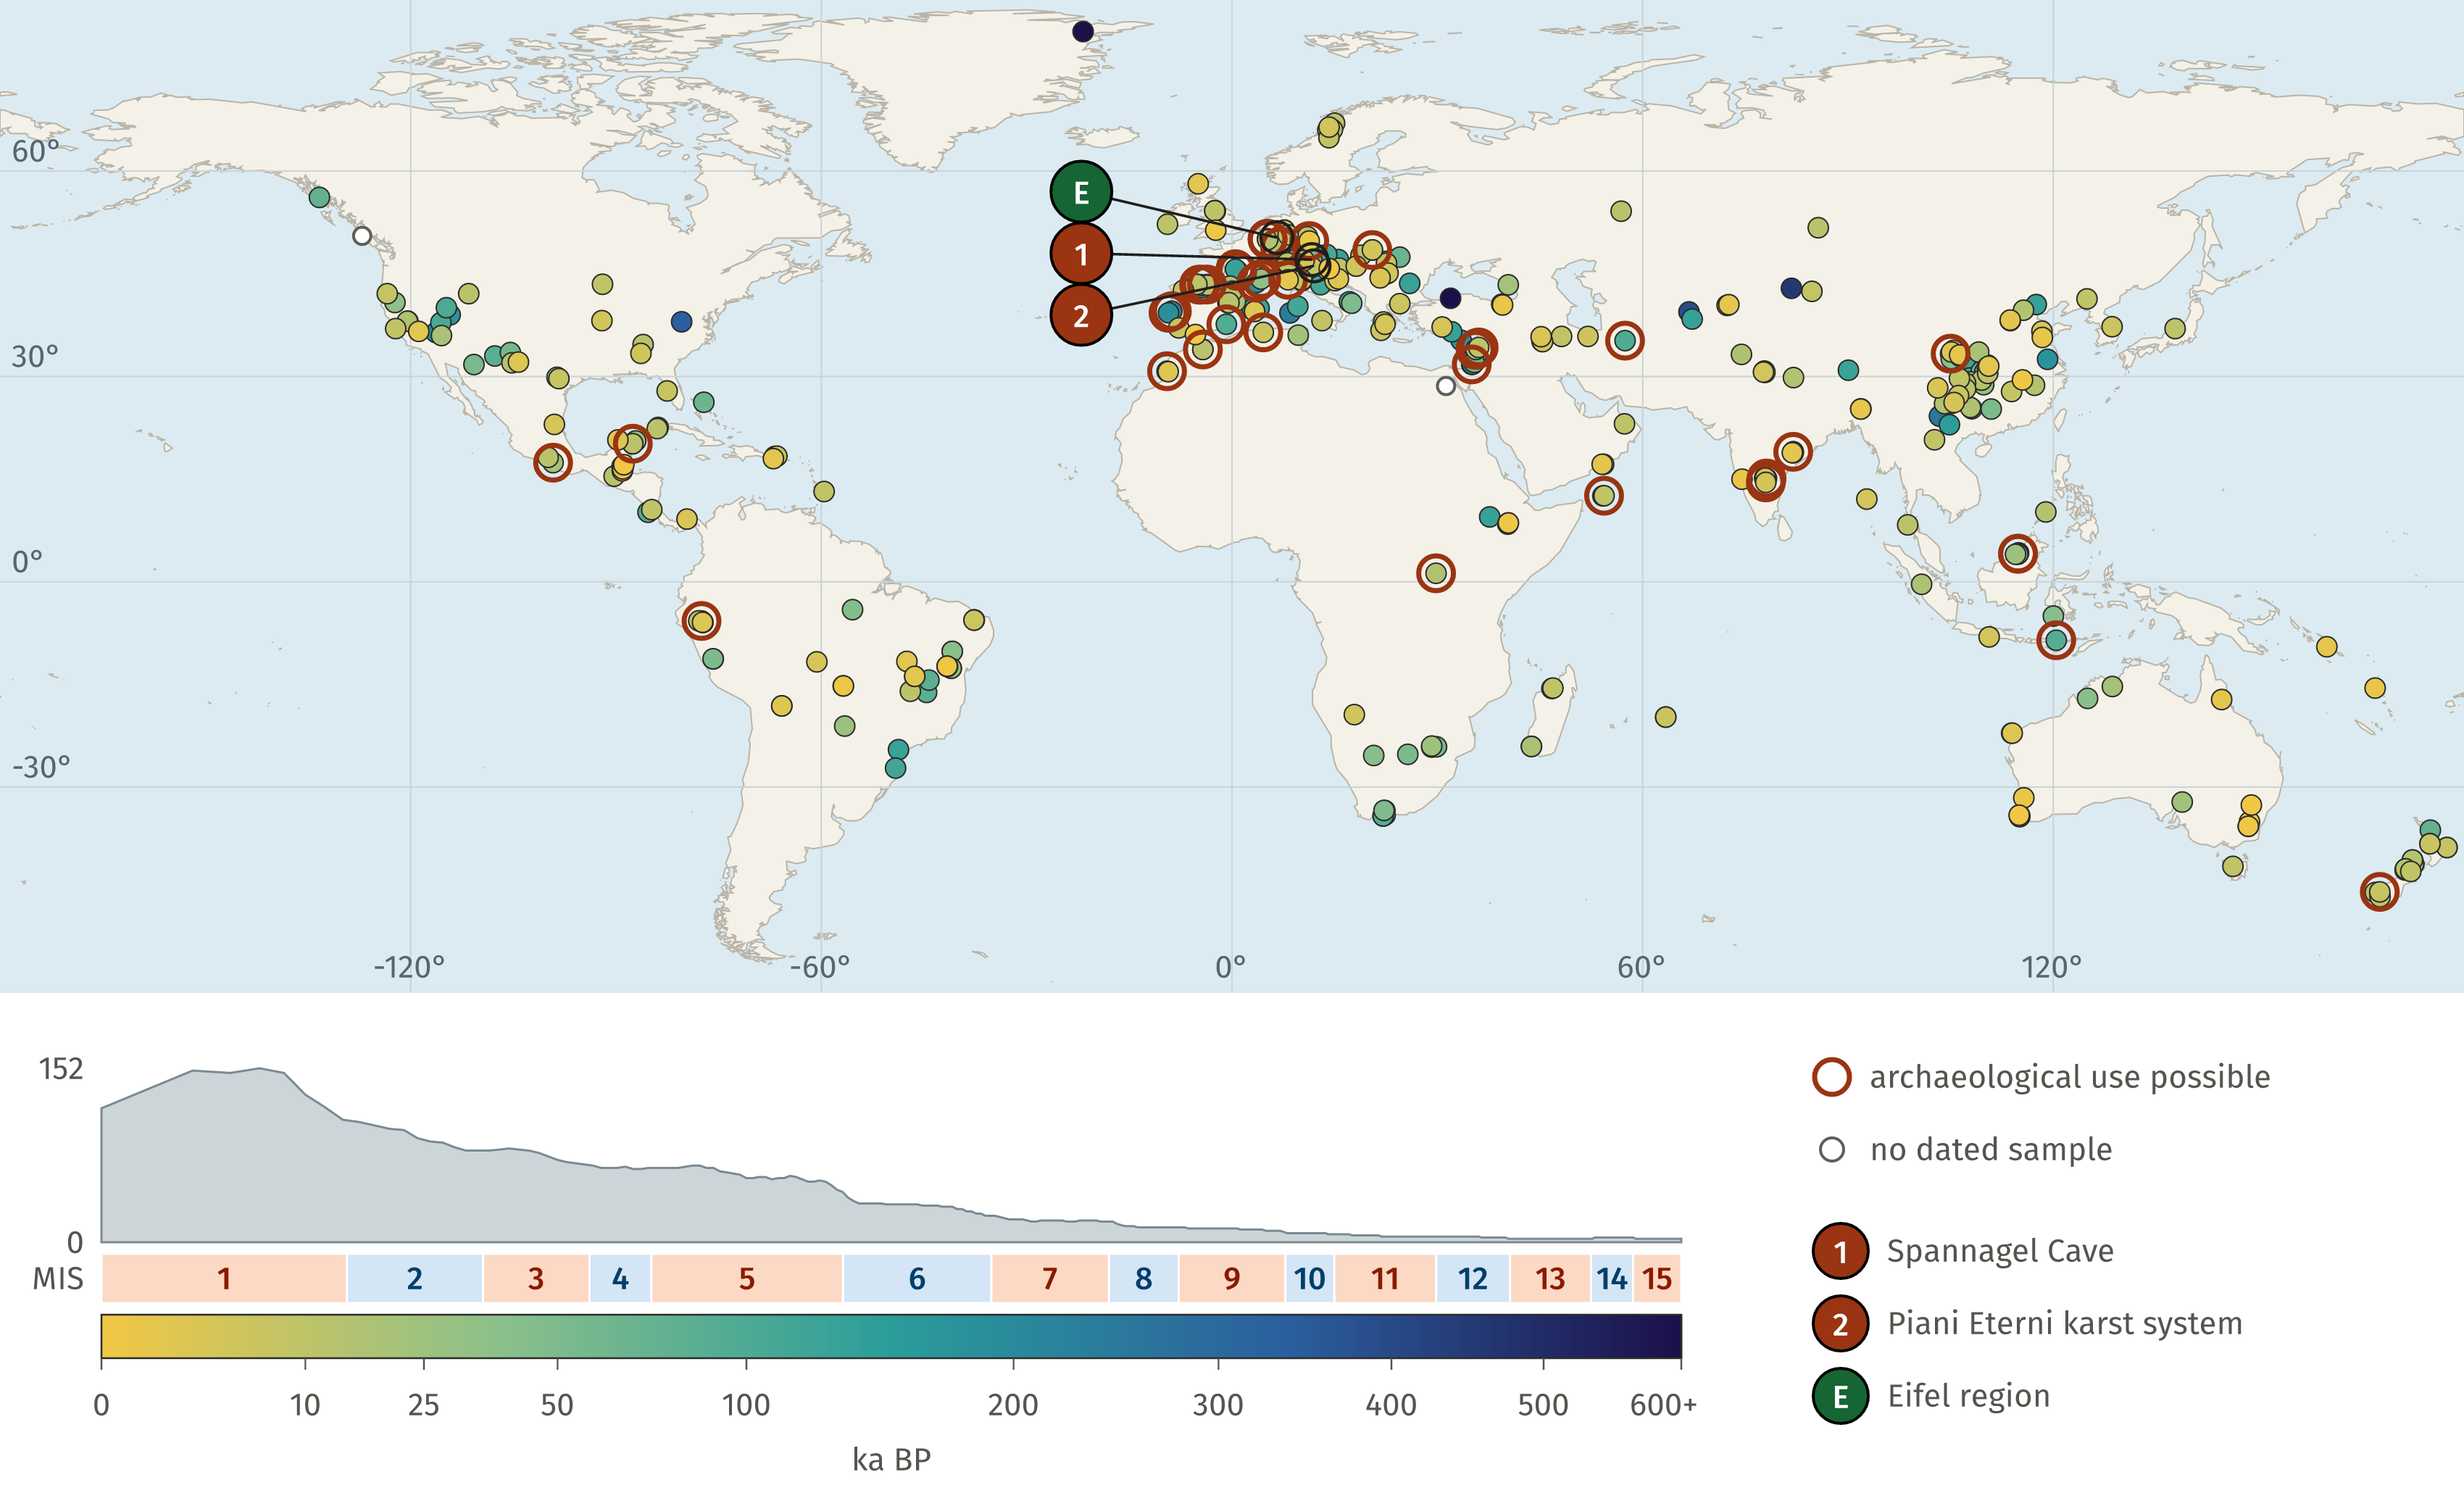 60°
30°
0°
-30°
-120° -60° 0° 60° 120°
E
1
2
152
0
MIS 1 2 3 4 5 6 7 8 9 10 11 12 13 14 15
0 10 25 50 100 200 300 400 500 600+
ka BP
archaeological use possible
no dated sample
1 Spannagel Cave
2 Piani Eterni karst system
E Eifel region